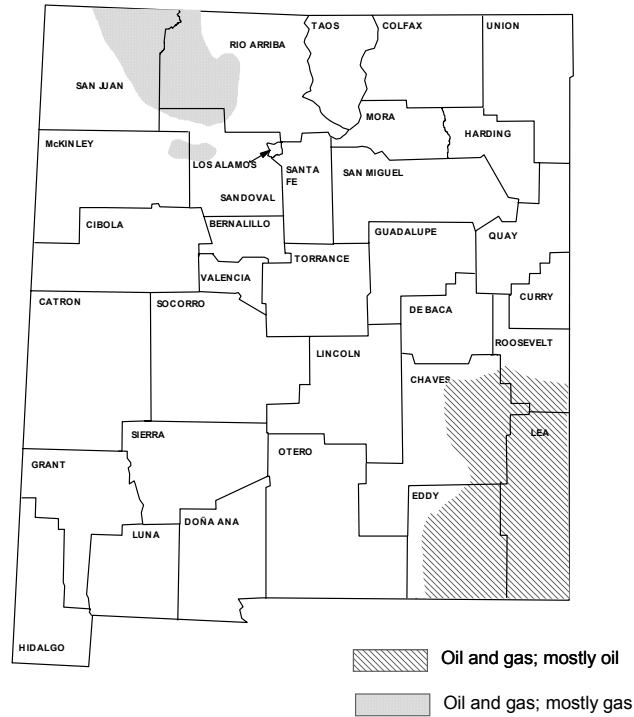 TAOS
COLFAX
UNION
RIO ARRIBA
SAN JUAN
MORA
HARDING
McKINLEY
LOS ALAMOS
SANTA
FE
SAN MIGUEL
SANDOVAL
CIBOLA
BERNALILLO
GUADALUPE
QUAY
TORRANCE
VALENCIA
CURRY
CATRON
SOCORRO
DE BACA
ROOSEVELT
LINCOLN
CHAVES
SIERRA
LEA
OTERO
GRANT
EDDY
DOÑA ANA
LUNA
HIDALGO
Oil and gas; mostly oil
Oil and gas; mostly gas